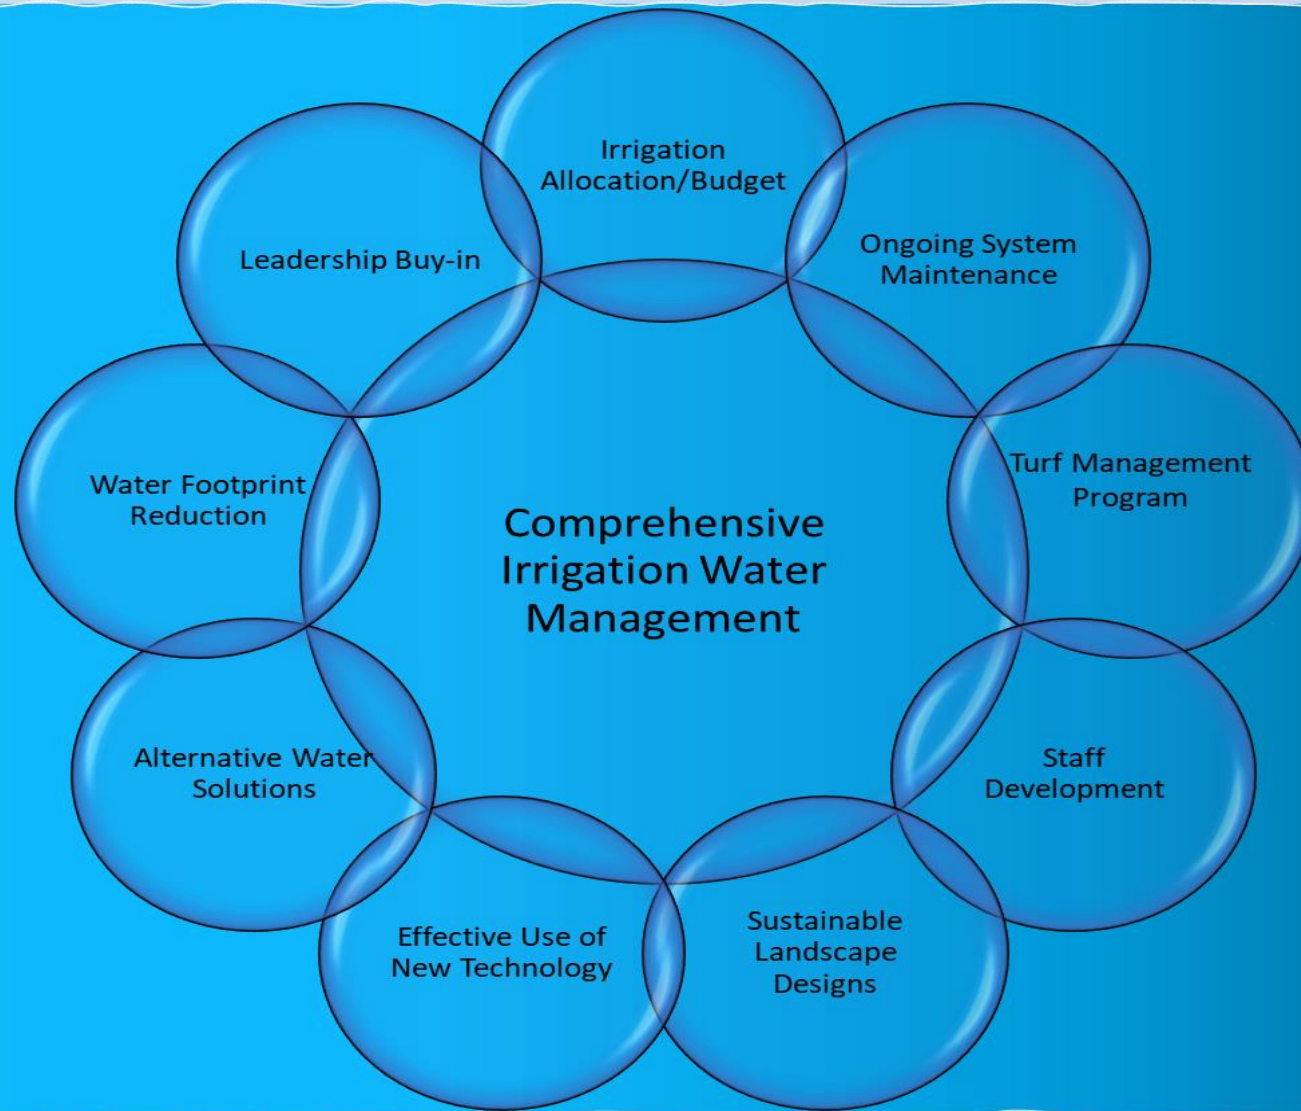 Irrigation
Allocation/Budget
Ongoing System
Maintenance
Turf Management
Program
Staff
Development
Sustainable
Landscape
Designs
Effective Use of
New Technology
Alternative Water
Solutions
Water Footprint
Reduction
Leadership Buy-in
Comprehensive
Irrigation Water
Management